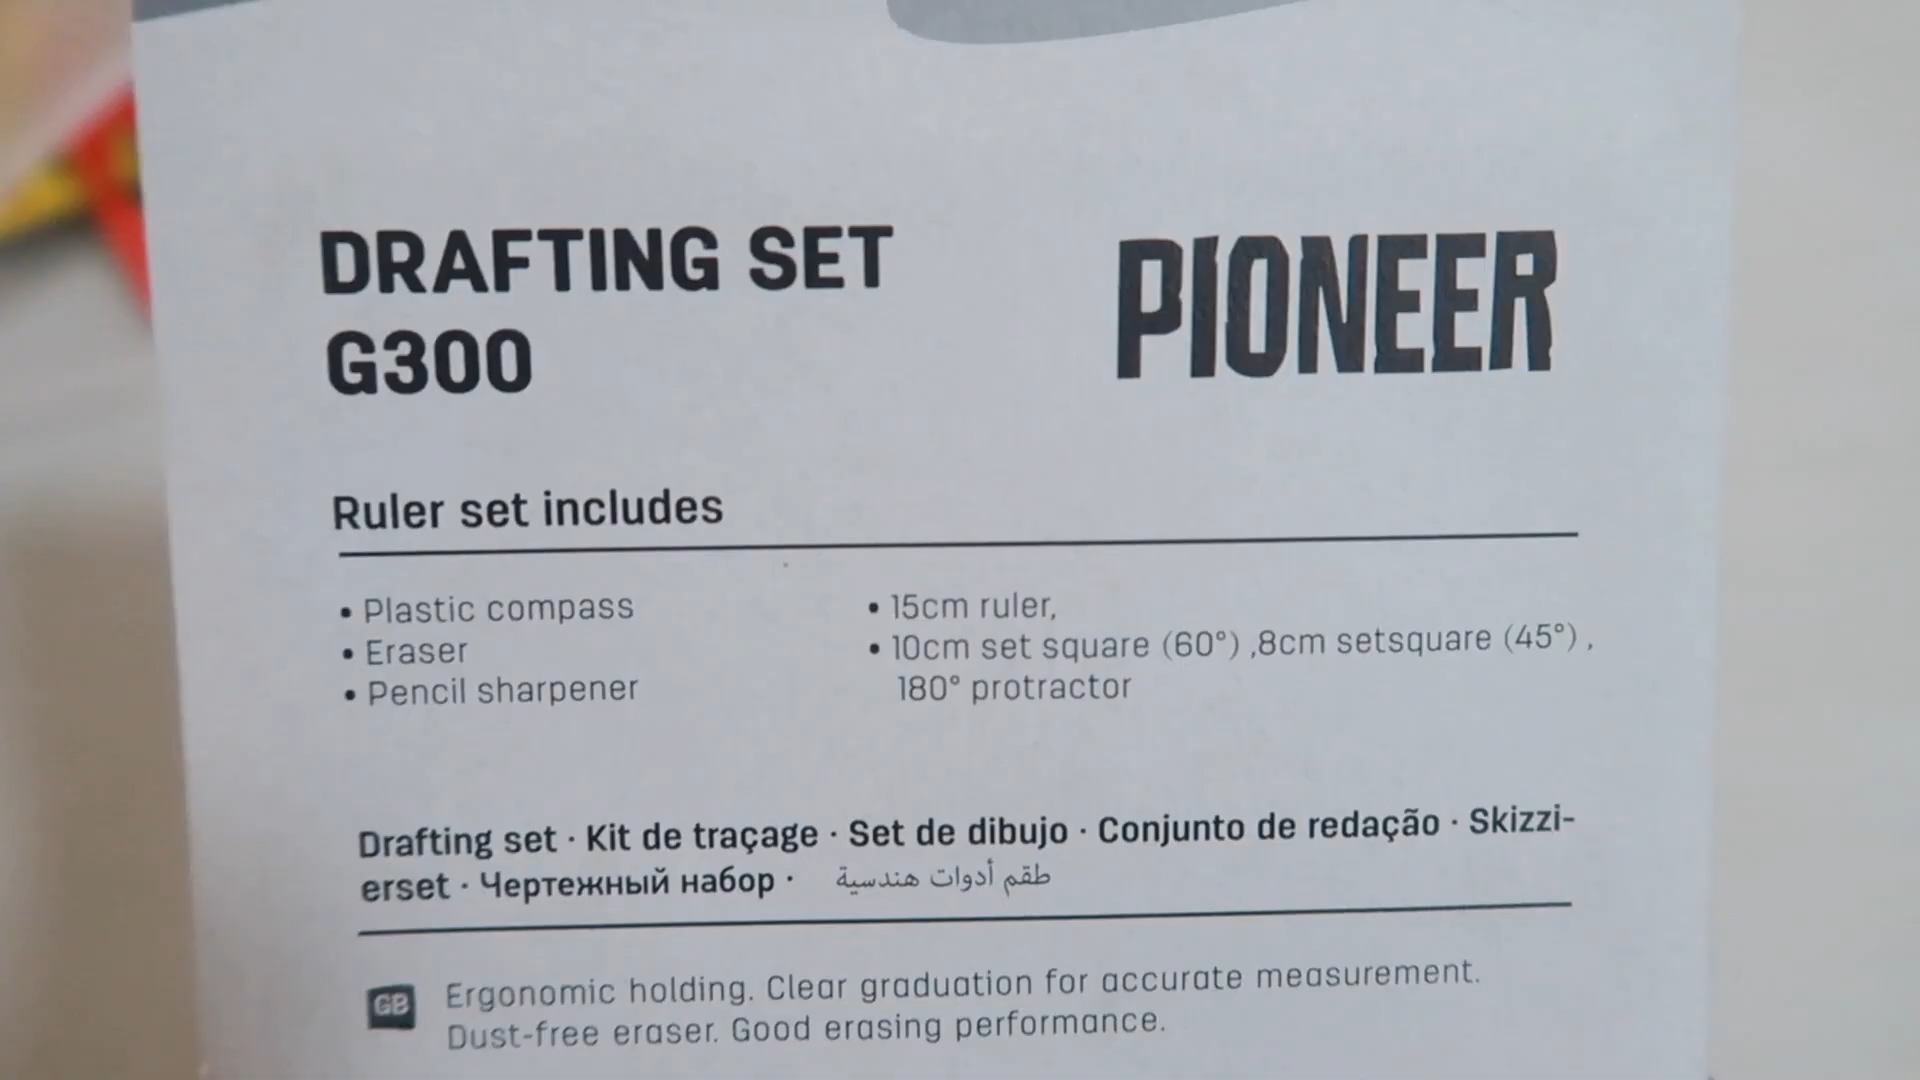 DRAFTING SET
G300
PIONEER
Ruler set includes
• Plastic compass
• Eraser
• Pencil sharpener
• 15cm ruler,
• 10cm set square (60°) ,8cm setsquare (45°) ,
180° protractor
Drafting set · Kit de traçage · Set de dibujo · Conjunto de redação · Skizzi-
erset · Чертежный набор · طقم أدوات هندسية
GB
Ergonomic holding. Clear graduation for accurate measurement.
Dust-free eraser. Good erasing performance.